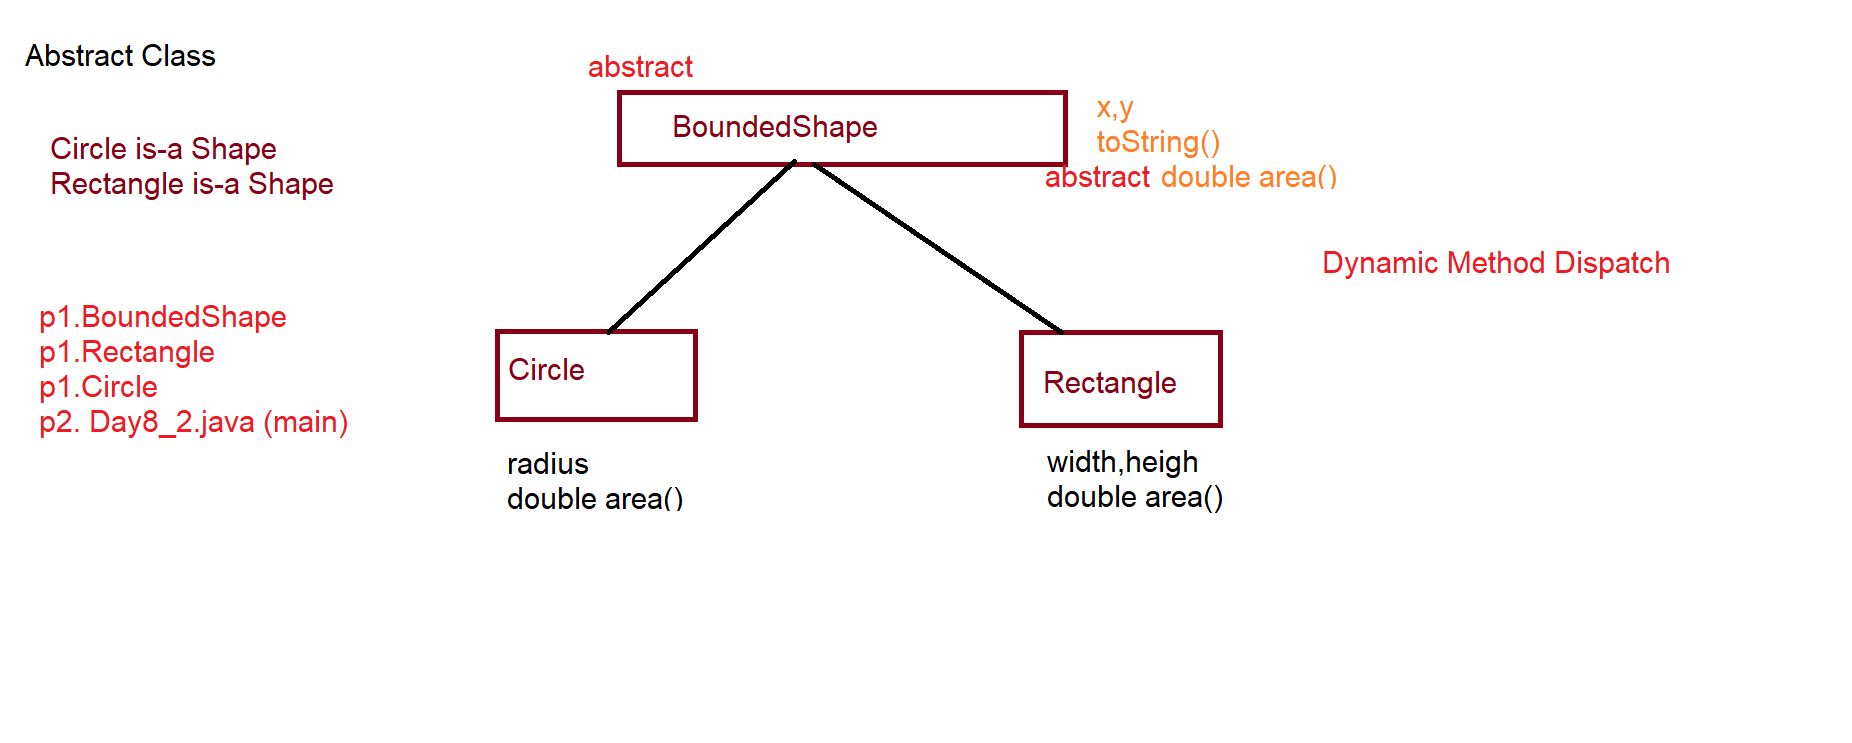 Abstract Class
abstract
BoundedShape
x,y
toString()
abstract double area()
Circle is-a Shape
Rectangle is-a Shape
Dynamic Method Dispatch
p1.BoundedShape
p1.Rectangle
p1.Circle
p2. Day8_2.java (main)
Circle
radius
double area()
Rectangle
width,heigh
double area()